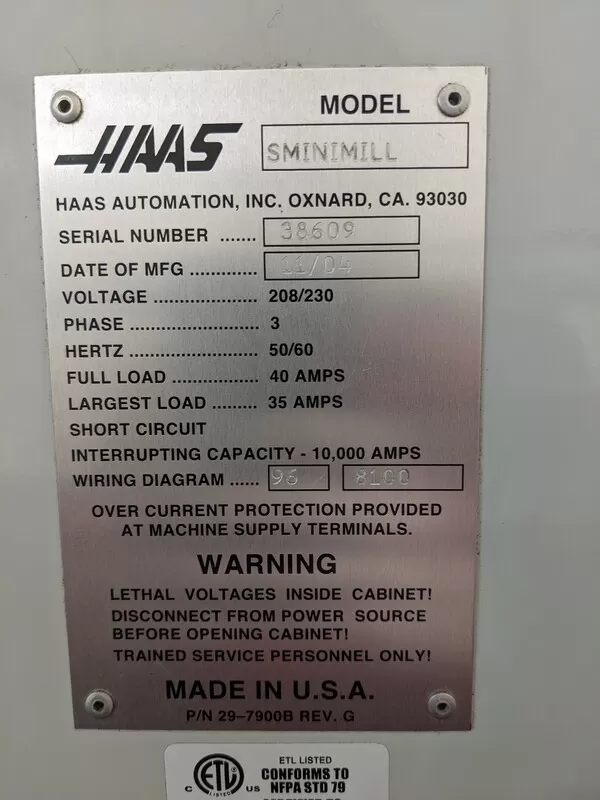 MODEL
HAAS SMINIMILL
HAAS AUTOMATION, INC. OXNARD, CA. 93030
SERIAL NUMBER ....... 38609
DATE OF MFG ............. 11/04
VOLTAGE .................... 208/230
PHASE ........................ 3
HERTZ ......................... 50/60
FULL LOAD ................. 40 AMPS
LARGEST LOAD ......... 35 AMPS
SHORT CIRCUIT
INTERRUPTING CAPACITY - 10,000 AMPS
WIRING DIAGRAM ...... 96 8100
OVER CURRENT PROTECTION PROVIDED
AT MACHINE SUPPLY TERMINALS.
WARNING
LETHAL VOLTAGES INSIDE CABINET!
DISCONNECT FROM POWER SOURCE
BEFORE OPENING CABINET!
TRAINED SERVICE PERSONNEL ONLY!
MADE IN U.S.A.
P/N 29-7900B REV. G
ETL LISTED
C ETL US CONFORMS TO
NFPA STD 79